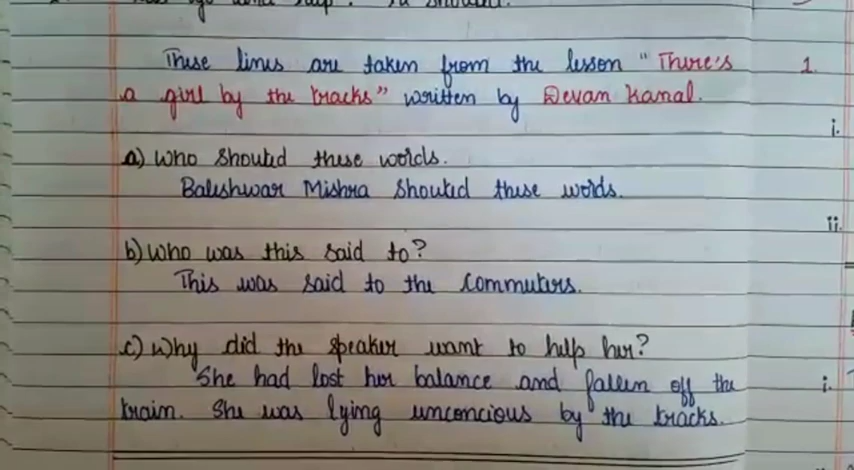 These lines are taken from the lesson "There's 1.
a girl by the tracks" written by Devan Kanal.
i.
a) Who shouted these words.
Baleshwar Mishra shouted these words.
ii.
b) Who was this said to?
This was said to the commuters.
c) Why did the speaker want to help her?
She had lost her balance and fallen off the i.
train. She was lying unconcious by the tracks.